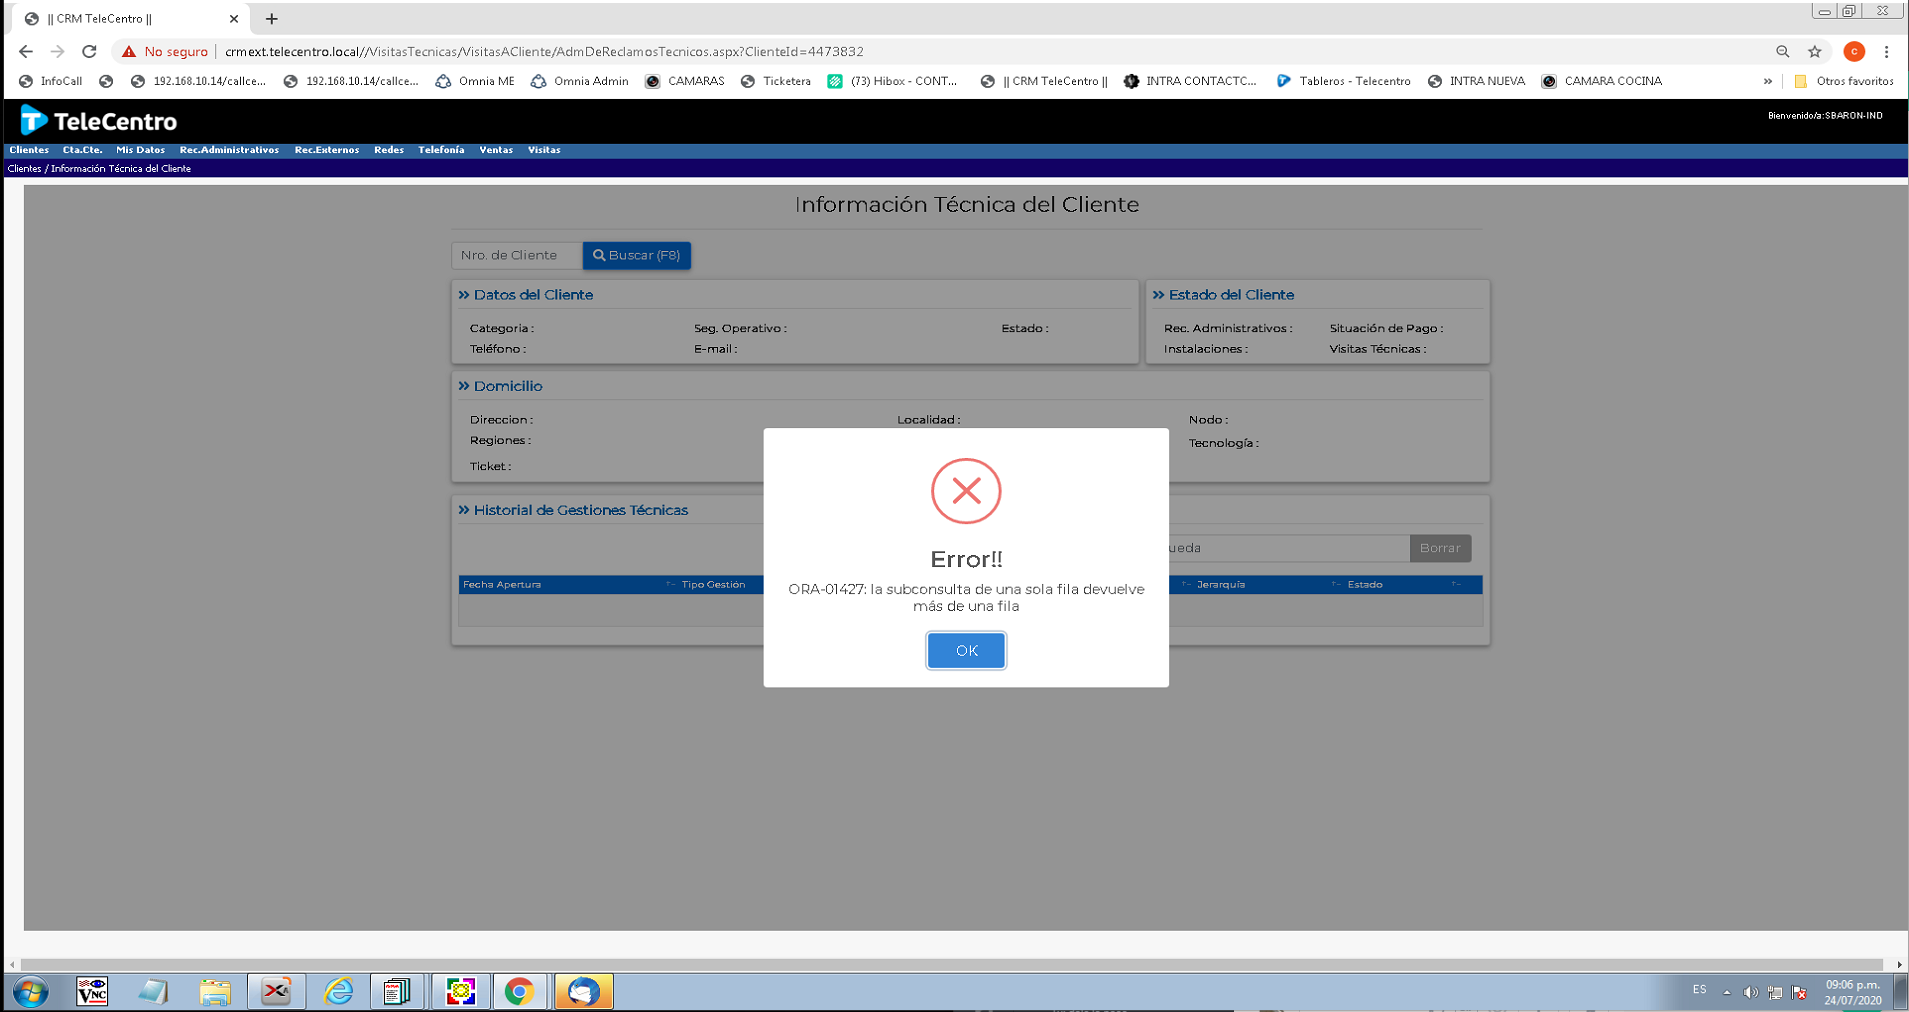 || CRM TeleCentro ||
No seguro
crmext.telecentro.local//VisitasTecnicas/VisitasACliente/AdmDeReclamosTecnicos.aspx?ClienteId=4473832
C
InfoCall
192.168.10.14/callce...
192.168.10.14/callce...
Omnia ME
Omnia Admin
CAMARAS
Ticketera
(73) Hibox - CONT...
|| CRM TeleCentro ||
INTRA CONTACTC...
Tableros - Telecentro
INTRA NUEVA
CAMARA COCINA
»
Otros favoritos
TeleCentro
Bienvenido/a:SBARON-IND
Clientes Cta.Cte. Mis Datos Rec.Administrativos Rec.Externos Redes Telefonía Ventas Visitas
Clientes / Información Técnica del Cliente
Información Técnica del Cliente
Nro. de Cliente
Buscar (F8)
Datos del Cliente
Categoria :
Seg. Operativo :
Estado :
Teléfono :
E-mail :
Estado del Cliente
Rec. Administrativos :
Situación de Pago :
Instalaciones :
Visitas Técnicas :
Domicilio
Direccion :
Localidad :
Nodo :
Regiones :
Tecnología :
Ticket :
Historial de Gestiones Técnicas
ueda
Borrar
Fecha Apertura
Tipo Gestión
Jerarquía
Estado
Error!!
ORA-01427: la subconsulta de una sola fila devuelve
más de una fila
OK
VNC
ES
09:06 p.m.
24/07/2020